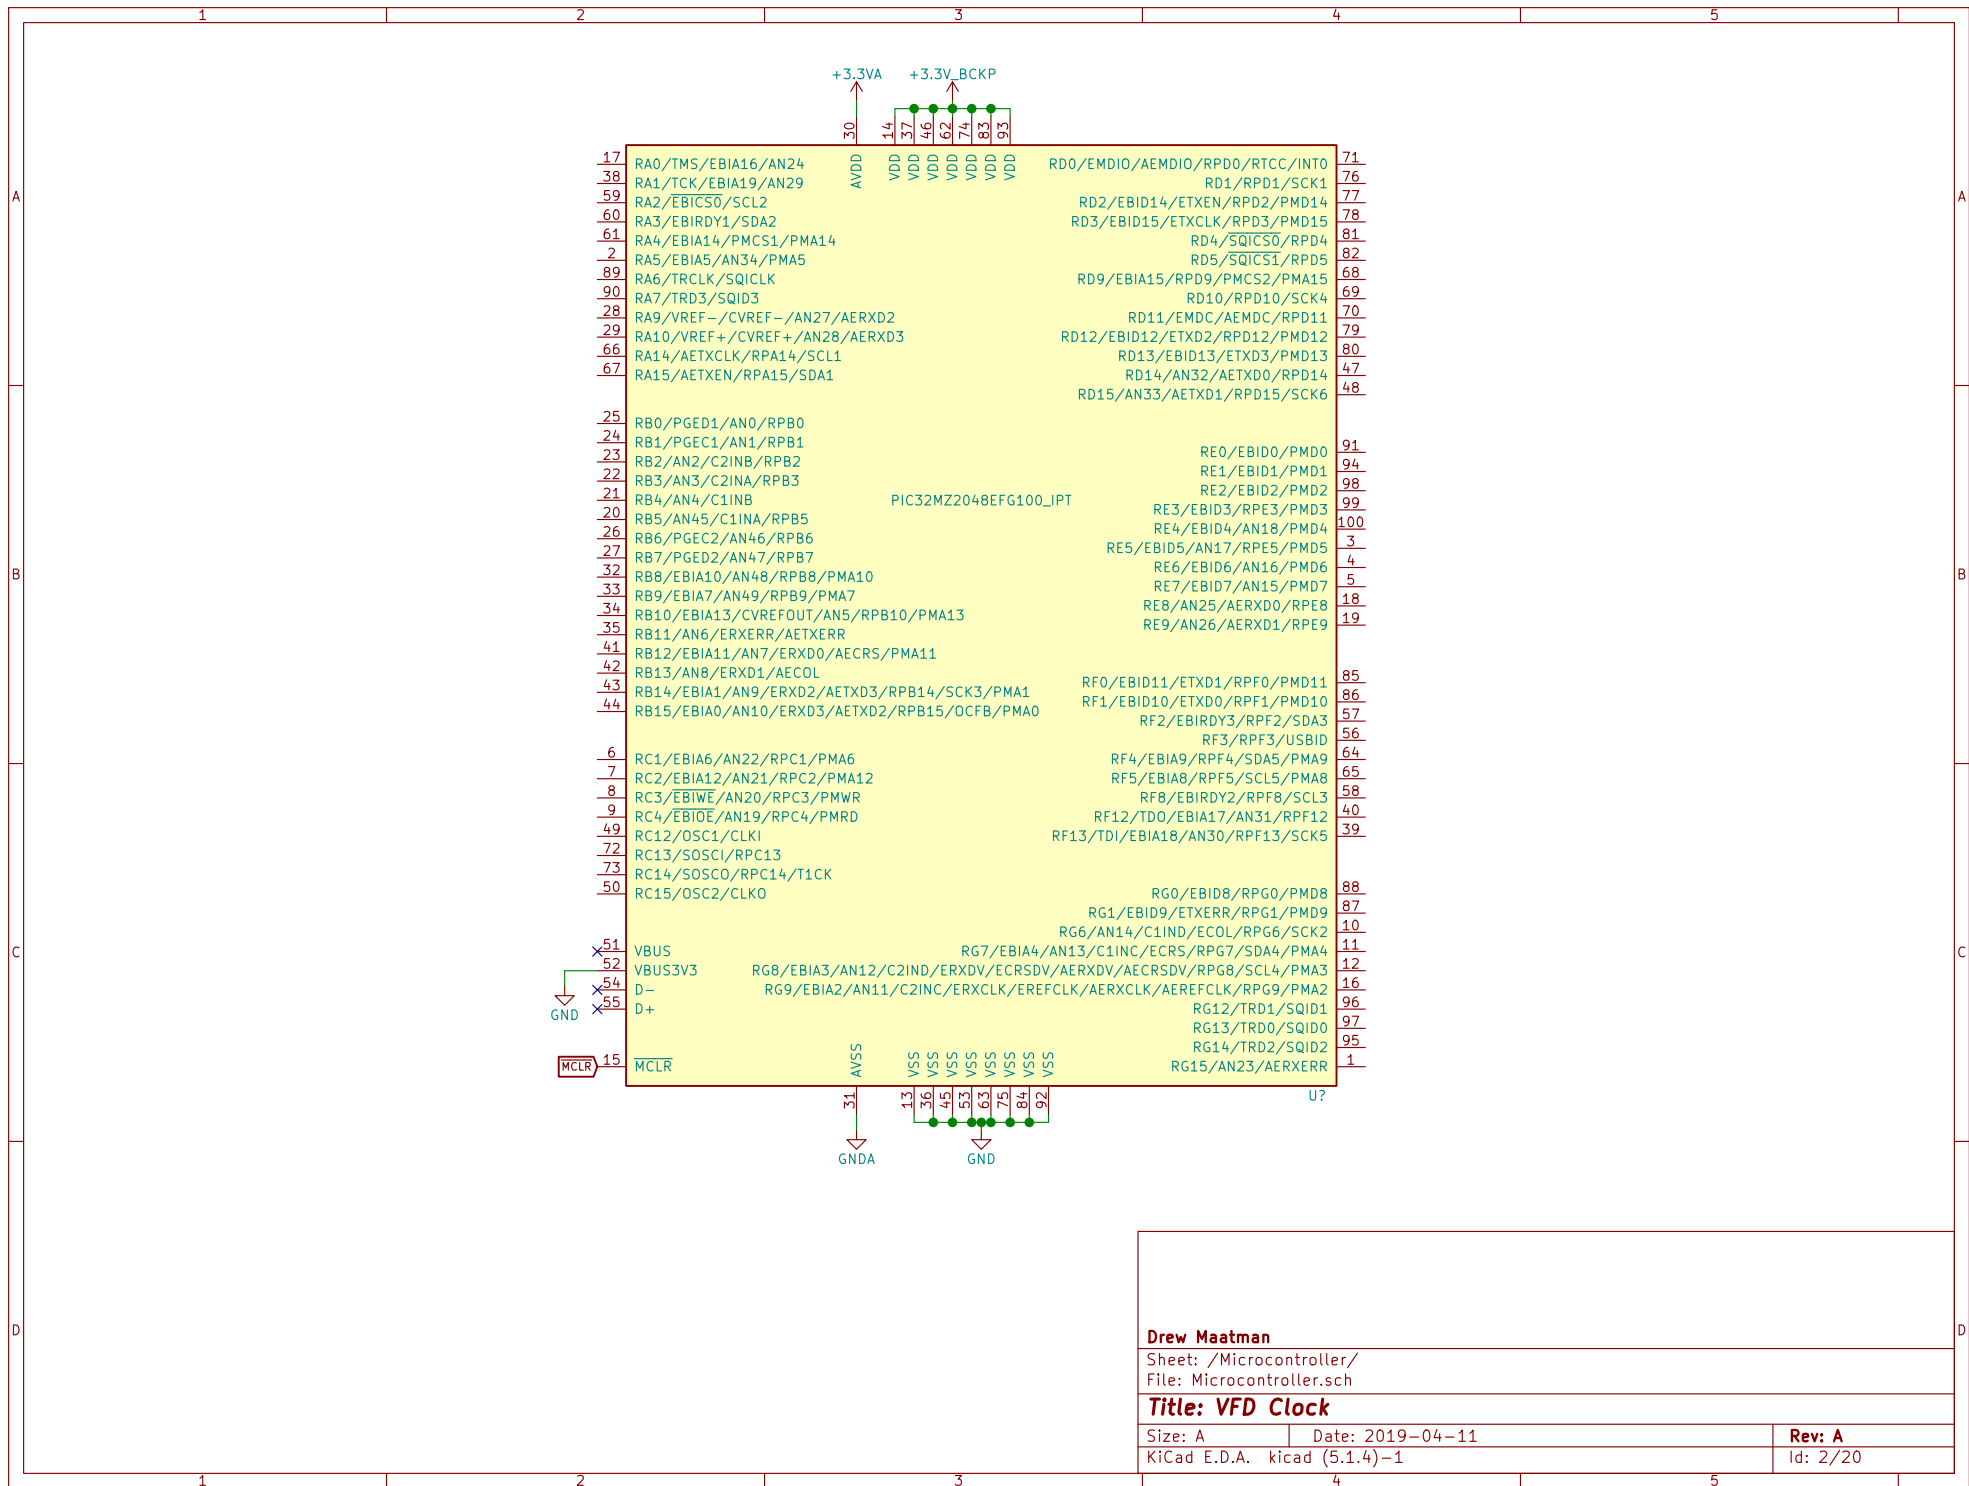 1 2 3 4 5
+3.3VA +3.3V_BCKP
30 14 37 46 62 74 83 93
AVDD VDD VDD VDD VDD VDD VDD VDD
17 RA0/TMS/EBIA16/AN24
38 RA1/TCK/EBIA19/AN29
59 RA2/EBICS0/SCL2
60 RA3/EBIRDY1/SDA2
61 RA4/EBIA14/PMCS1/PMA14
2 RA5/EBIA5/AN34/PMA5
89 RA6/TRCLK/SQICLK
90 RA7/TRD3/SQID3
28 RA9/VREF-/CVREF-/AN27/AERXD2
29 RA10/VREF+/CVREF+/AN28/AERXD3
66 RA14/AETXCLK/RPA14/SCL1
67 RA15/AETXEN/RPA15/SDA1
25 RB0/PGED1/AN0/RPB0
24 RB1/PGEC1/AN1/RPB1
23 RB2/AN2/C2INB/RPB2
22 RB3/AN3/C2INA/RPB3
21 RB4/AN4/C1INB
20 RB5/AN45/C1INA/RPB5
26 RB6/PGEC2/AN46/RPB6
27 RB7/PGED2/AN47/RPB7
32 RB8/EBIA10/AN48/RPB8/PMA10
33 RB9/EBIA7/AN49/RPB9/PMA7
34 RB10/EBIA13/CVREFOUT/AN5/RPB10/PMA13
35 RB11/AN6/ERXERR/AETXERR
41 RB12/EBIA11/AN7/ERXD0/AECRS/PMA11
42 RB13/AN8/ERXD1/AECOL
43 RB14/EBIA1/AN9/ERXD2/AETXD3/RPB14/SCK3/PMA1
44 RB15/EBIA0/AN10/ERXD3/AETXD2/RPB15/OCFB/PMA0
6 RC1/EBIA6/AN22/RPC1/PMA6
7 RC2/EBIA12/AN21/RPC2/PMA12
8 RC3/EBIWE/AN20/RPC3/PMWR
9 RC4/EBIOE/AN19/RPC4/PMRD
49 RC12/OSC1/CLKI
72 RC13/SOSCI/RPC13
73 RC14/SOSCO/RPC14/T1CK
50 RC15/OSC2/CLKO
51 VBUS
52 VBUS3V3
54 D-
55 D+
GND
MCLR 15 MCLR
PIC32MZ2048EFG100_IPT
RD0/EMDIO/AEMDIO/RPD0/RTCC/INT0 71
RD1/RPD1/SCK1 76
RD2/EBID14/ETXEN/RPD2/PMD14 77
RD3/EBID15/ETXCLK/RPD3/PMD15 78
RD4/SQICS0/RPD4 81
RD5/SQICS1/RPD5 82
RD9/EBIA15/RPD9/PMCS2/PMA15 68
RD10/RPD10/SCK4 69
RD11/EMDC/AEMDC/RPD11 70
RD12/EBID12/ETXD2/RPD12/PMD12 79
RD13/EBID13/ETXD3/PMD13 80
RD14/AN32/AETXD0/RPD14 47
RD15/AN33/AETXD1/RPD15/SCK6 48
RE0/EBID0/PMD0 91
RE1/EBID1/PMD1 94
RE2/EBID2/PMD2 98
RE3/EBID3/RPE3/PMD3 99
RE4/EBID4/AN18/PMD4 100
RE5/EBID5/AN17/RPE5/PMD5 3
RE6/EBID6/AN16/PMD6 4
RE7/EBID7/AN15/PMD7 5
RE8/AN25/AERXD0/RPE8 18
RE9/AN26/AERXD1/RPE9 19
RF0/EBID11/ETXD1/RPF0/PMD11 85
RF1/EBID10/ETXD0/RPF1/PMD10 86
RF2/EBIRDY3/RPF2/SDA3 57
RF3/RPF3/USBID 56
RF4/EBIA9/RPF4/SDA5/PMA9 64
RF5/EBIA8/RPF5/SCL5/PMA8 65
RF8/EBIRDY2/RPF8/SCL3 58
RF12/TDO/EBIA17/AN31/RPF12 40
RF13/TDI/EBIA18/AN30/RPF13/SCK5 39
RG0/EBID8/RPG0/PMD8 88
RG1/EBID9/ETXERR/RPG1/PMD9 87
RG6/AN14/C1IND/ECOL/RPG6/SCK2 10
RG7/EBIA4/AN13/C1INC/ECRS/RPG7/SDA4/PMA4 11
RG8/EBIA3/AN12/C2IND/ERXDV/ECRSDV/AERXDV/AECRSDV/RPG8/SCL4/PMA3 12
RG9/EBIA2/AN11/C2INC/ERXCLK/EREFCLK/AERXCLK/AEREFCLK/RPG9/PMA2 16
RG12/TRD1/SQID1 96
RG13/TRD0/SQID0 97
RG14/TRD2/SQID2 95
RG15/AN23/AERXERR 1
U?
AVSS VSS VSS VSS VSS VSS VSS VSS VSS
31 13 36 45 53 63 75 84 92
GNDA GND
A A
B B
C C
D D
Drew Maatman
Sheet: /Microcontroller/
File: Microcontroller.sch
Title: VFD Clock
Size: A Date: 2019-04-11 Rev: A
KiCad E.D.A. kicad (5.1.4)-1 Id: 2/20
1 2 3 4 5